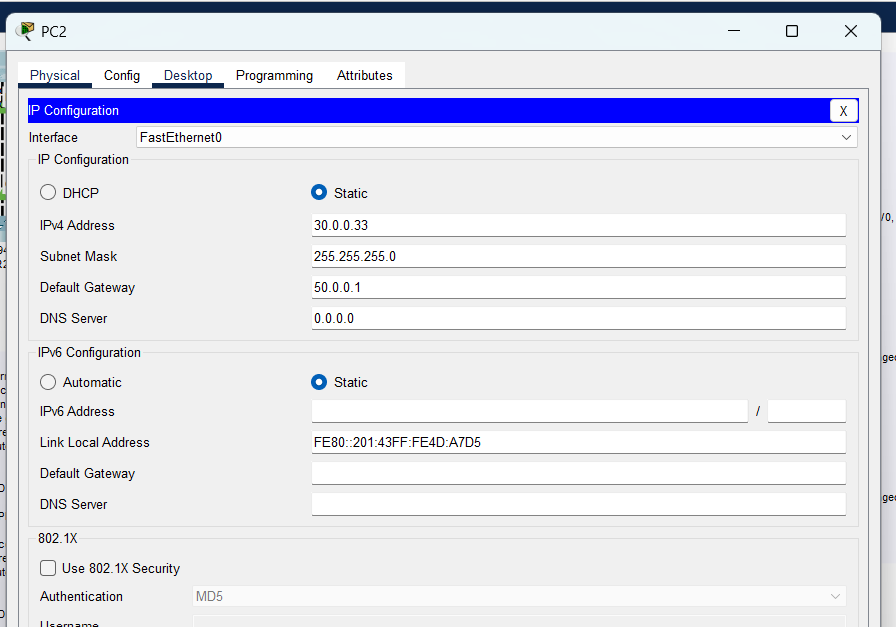 PC2
Physical Config Desktop Programming Attributes
IP Configuration X
Interface FastEthernet0
IP Configuration
DHCP Static
IPv4 Address 30.0.0.33
Subnet Mask 255.255.255.0
Default Gateway 50.0.0.1
DNS Server 0.0.0.0
IPv6 Configuration
Automatic Static
IPv6 Address /
Link Local Address FE80::201:43FF:FE4D:A7D5
Default Gateway
DNS Server
802.1X
Use 802.1X Security
Authentication MD5
Username